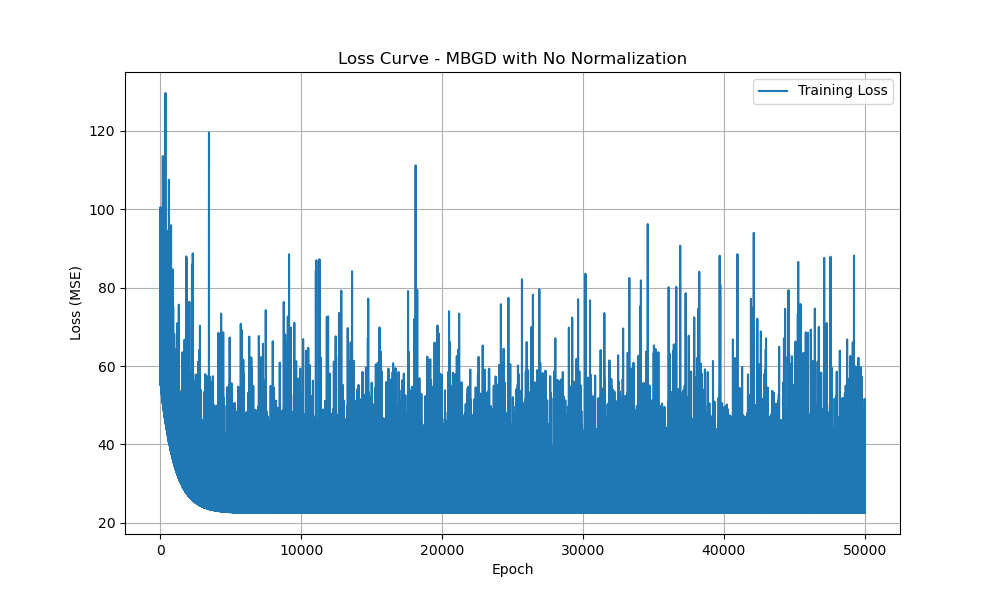 Loss Curve - MBGD with No Normalization
Training Loss
120
100
80
60
40
20
Loss (MSE)
0 10000 20000 30000 40000 50000
Epoch